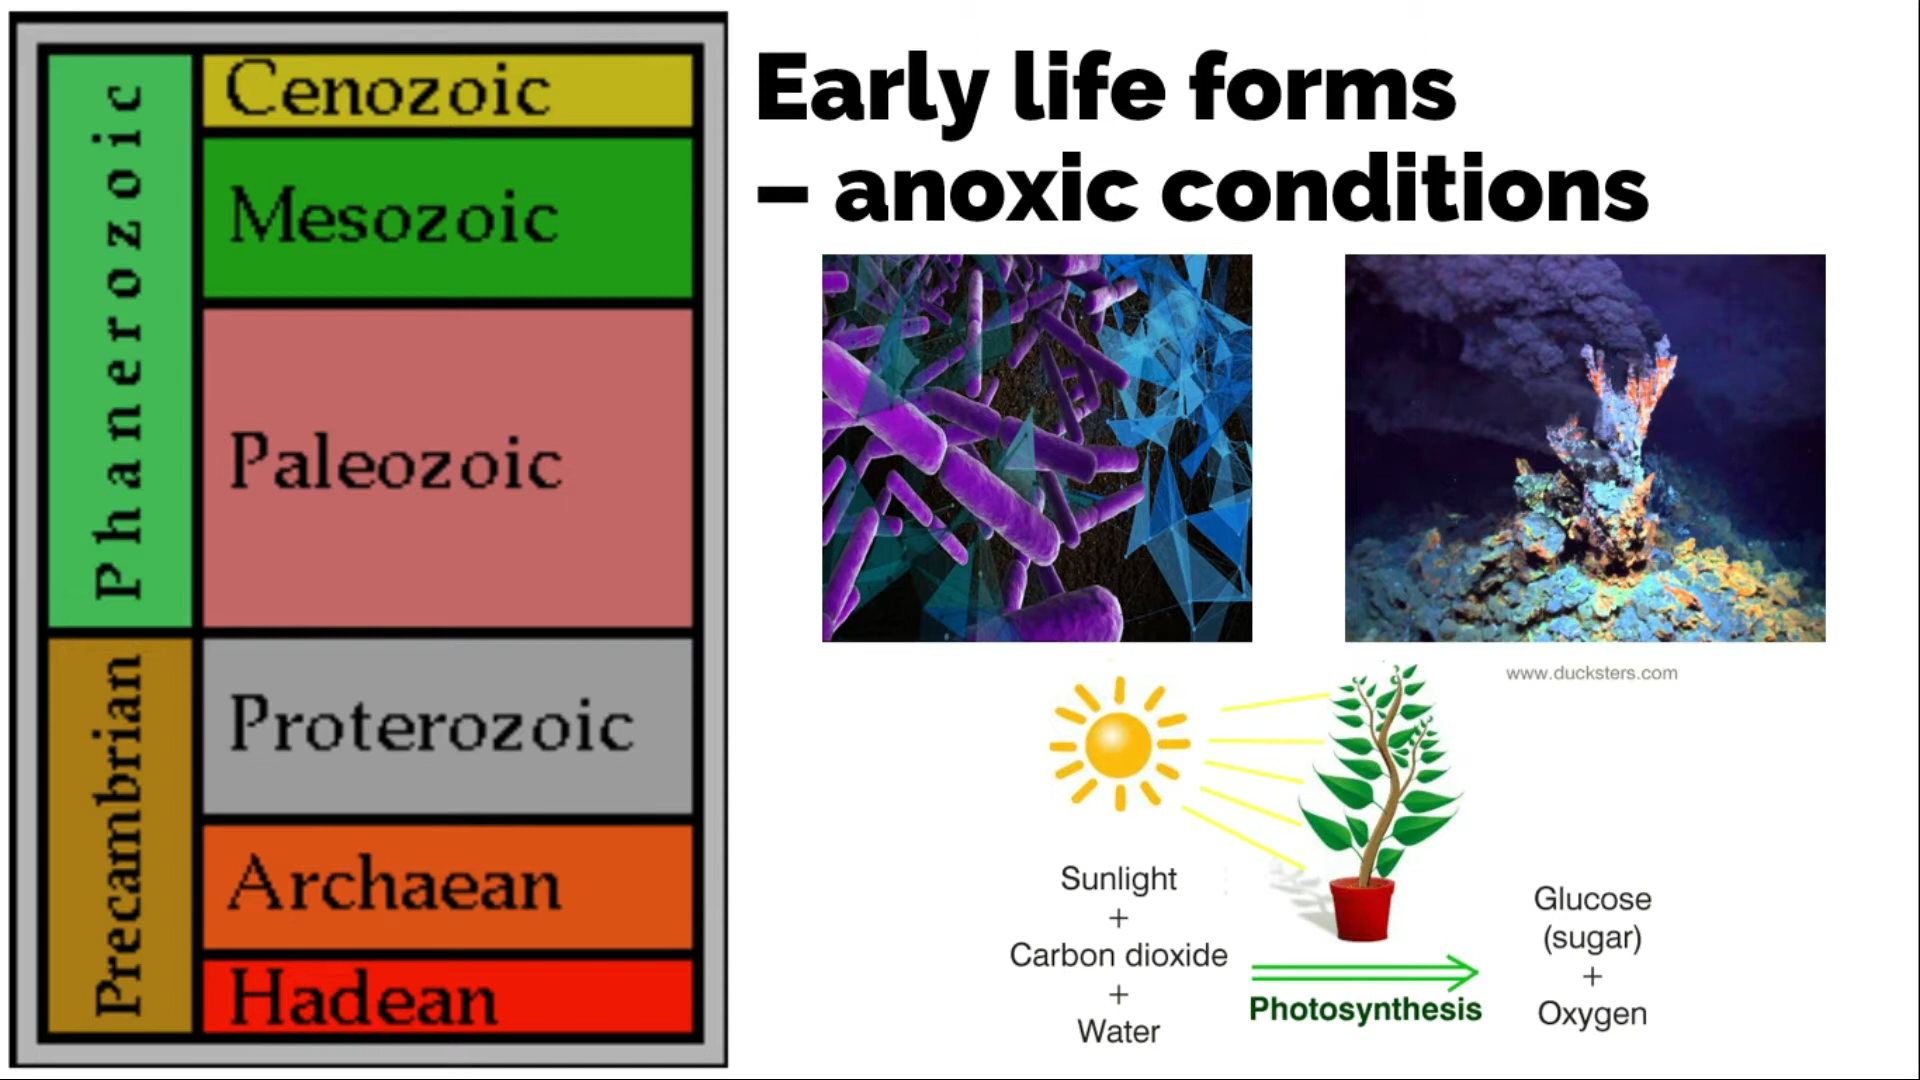 Phanerozoic
Cenozoic
Mesozoic
Paleozoic
Precambrian
Proterozoic
Archaean
Hadean
Early life forms
– anoxic conditions
www.ducksters.com
Sunlight
+
Carbon dioxide
+
Water
Photosynthesis
Glucose
(sugar)
+
Oxygen